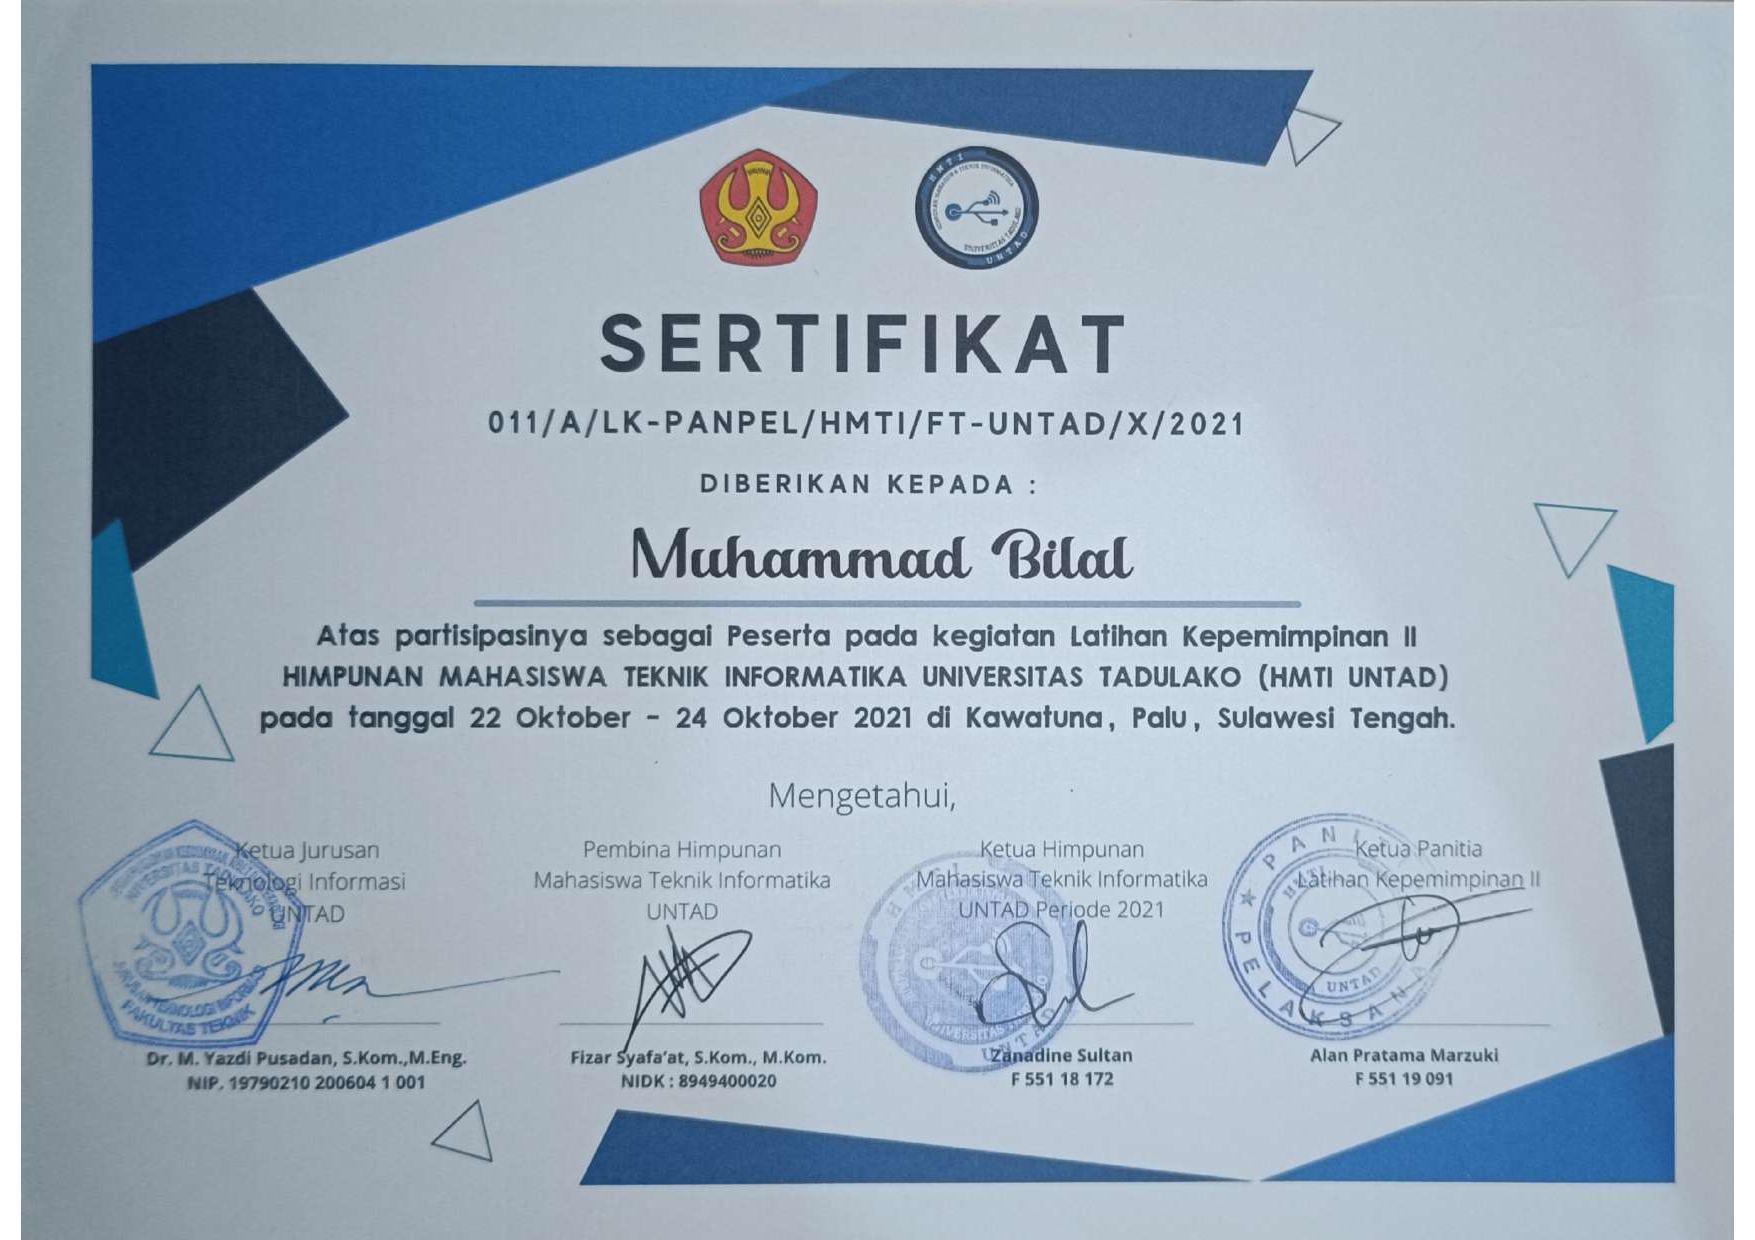 HMTI
UNIVERSITAS TADULAKO
UNTAD
SERTIFIKAT
011/A/LK-PANPEL/HMTI/FT-UNTAD/X/2021
DIBERIKAN KEPADA :
Muhammad Bilal
Atas partisipasinya sebagai Peserta pada kegiatan Latihan Kepemimpinan II
HIMPUNAN MAHASISWA TEKNIK INFORMATIKA UNIVERSITAS TADULAKO (HMTI UNTAD)
pada tanggal 22 Oktober - 24 Oktober 2021 di Kawatuna, Palu, Sulawesi Tengah.
Mengetahui,
Ketua Jurusan
Teknologi Informasi
UNTAD
UNIVERSITAS TADULAKO
JURUSAN TEKNOLOGI INFORMASI
FAKULTAS TEKNIK
Dr. M. Yazdi Pusadan, S.Kom.,M.Eng.
NIP. 19790210 200604 1 001
Pembina Himpunan
Mahasiswa Teknik Informatika
UNTAD
Fizar Syafa'at, S.Kom., M.Kom.
NIDK : 8949400020
Ketua Himpunan
Mahasiswa Teknik Informatika
UNTAD Periode 2021
UNTAD
Zanadine Sultan
F 551 18 172
Ketua Panitia
Latihan Kepemimpinan II
PELAKSANA
UNTAD
Alan Pratama Marzuki
F 551 19 091